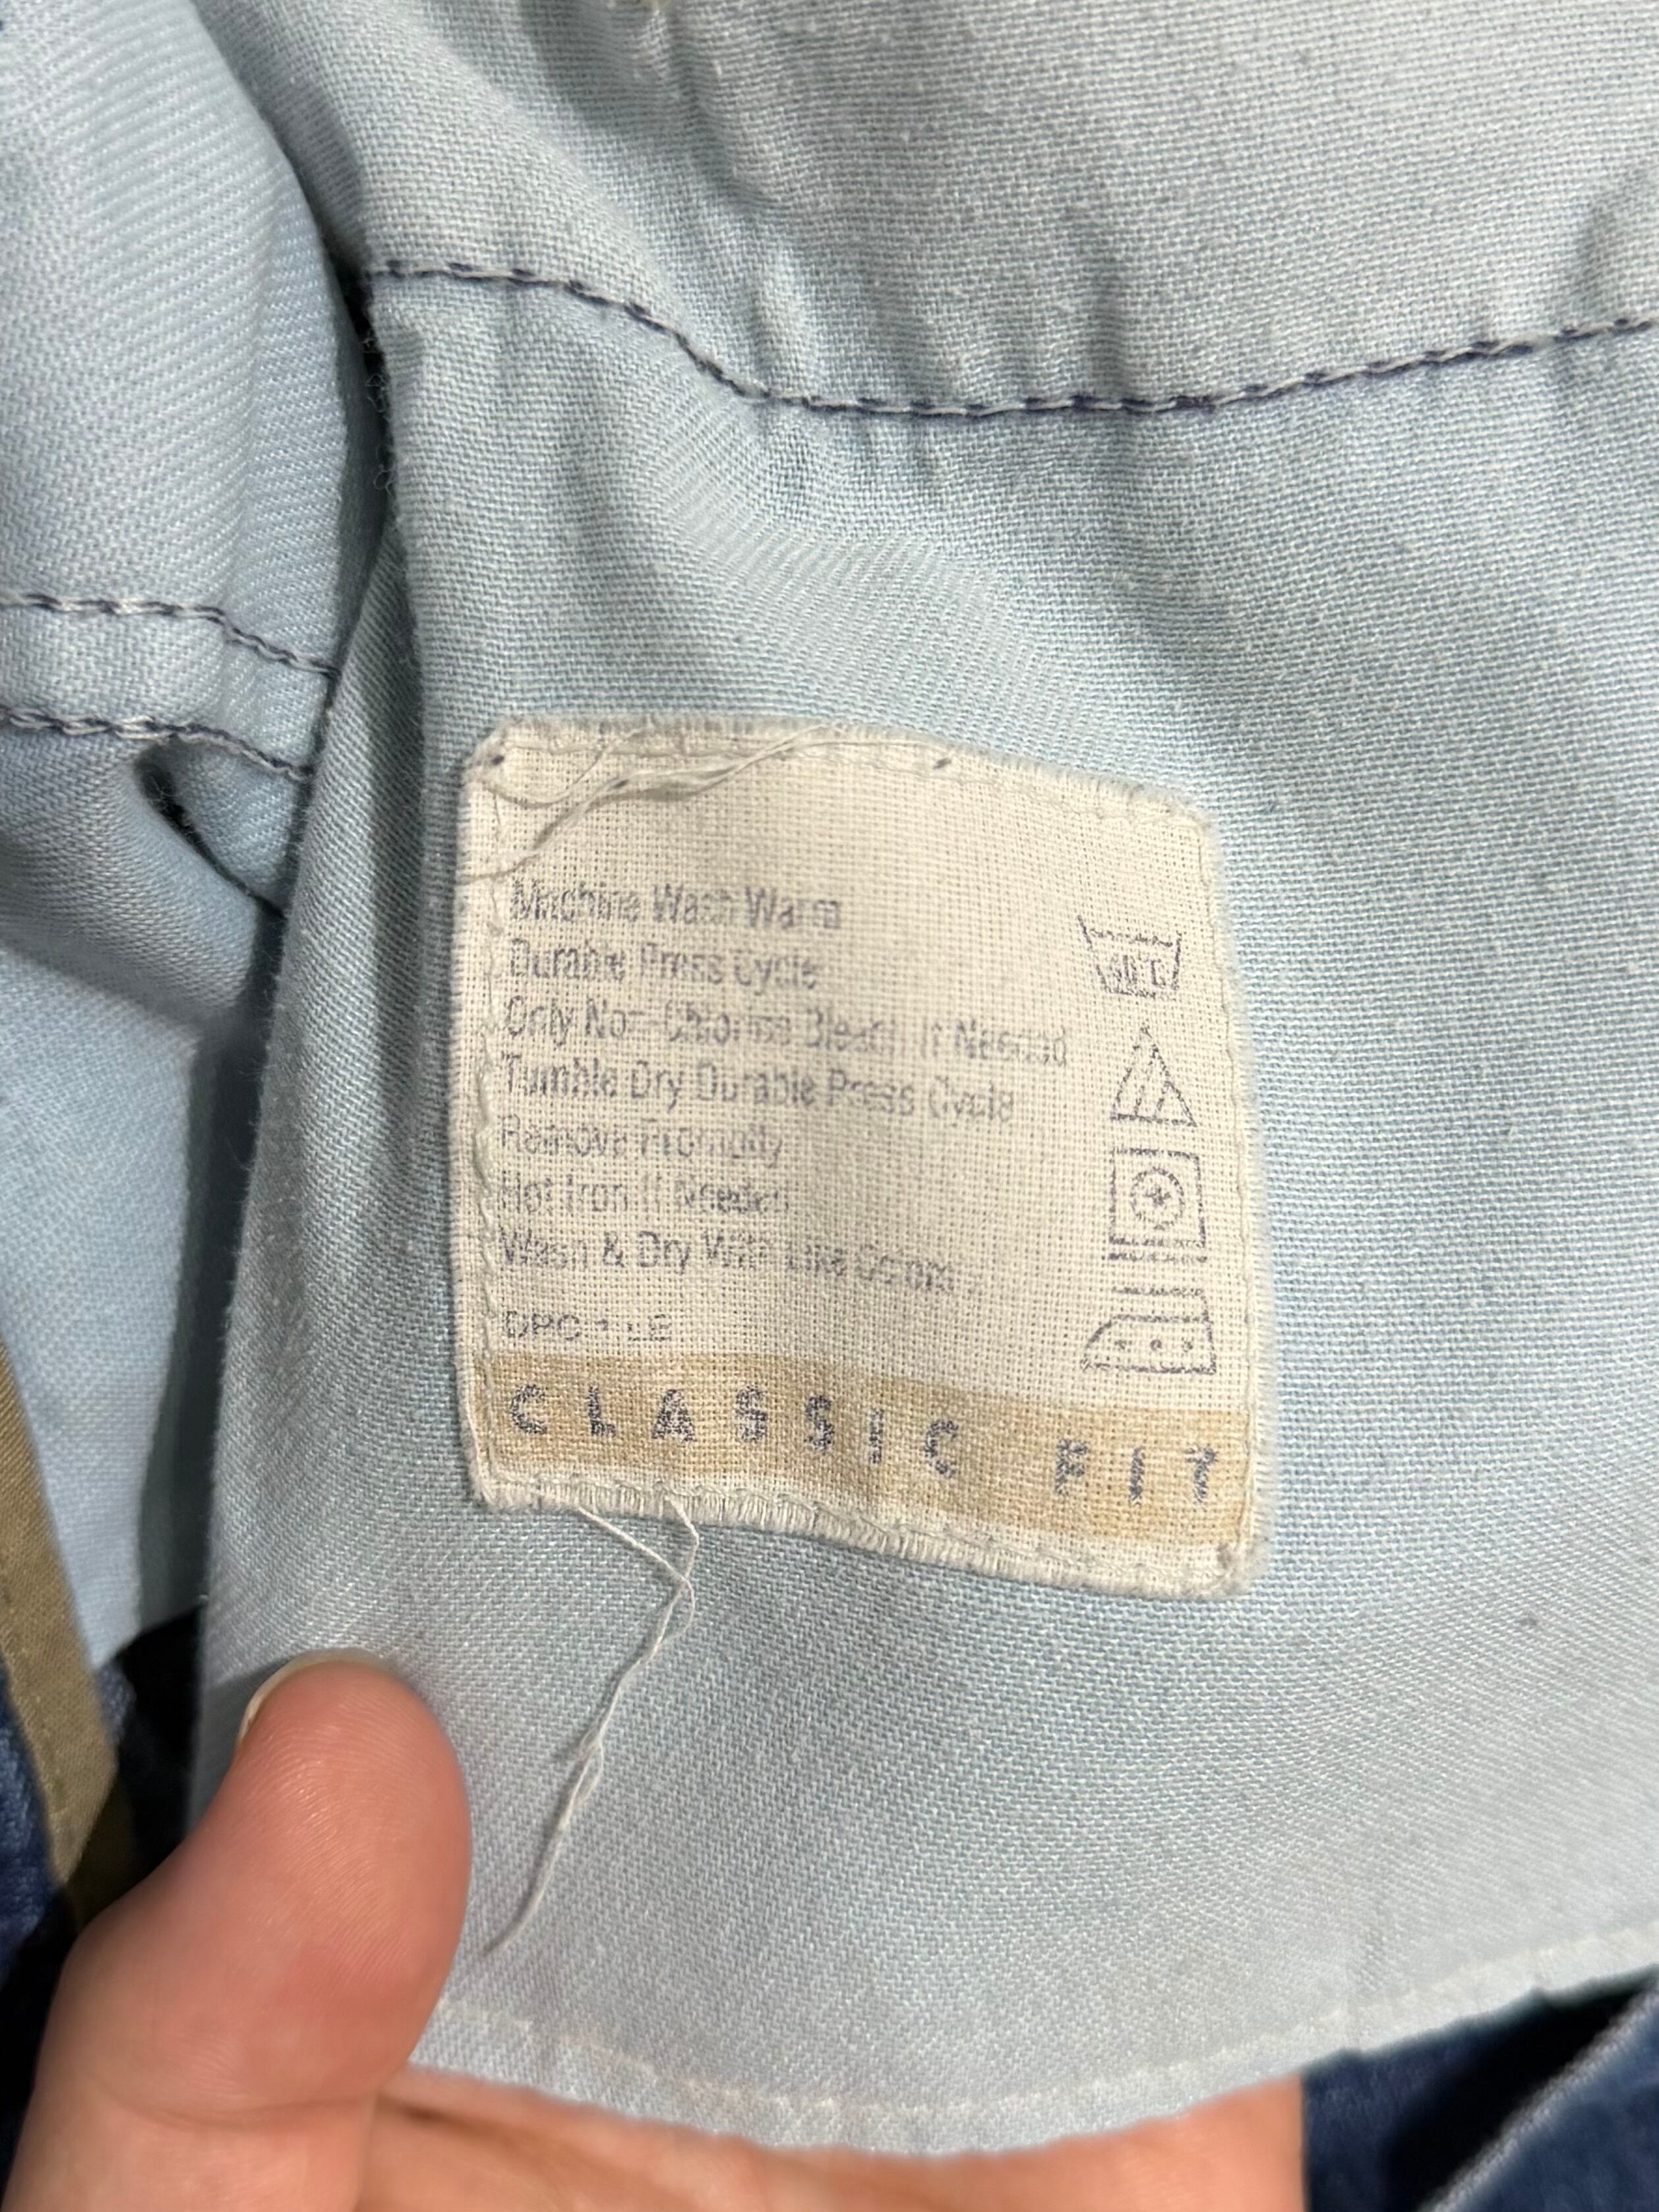 Machine Wash Warm
Durable Press Cycle
Only Non-Chlorine Bleach If Needed
Tumble Dry Durable Press Cycle
Remove Promptly
Hot Iron If Needed
Wash & Dry With Like Colors
CLASSIC FIT